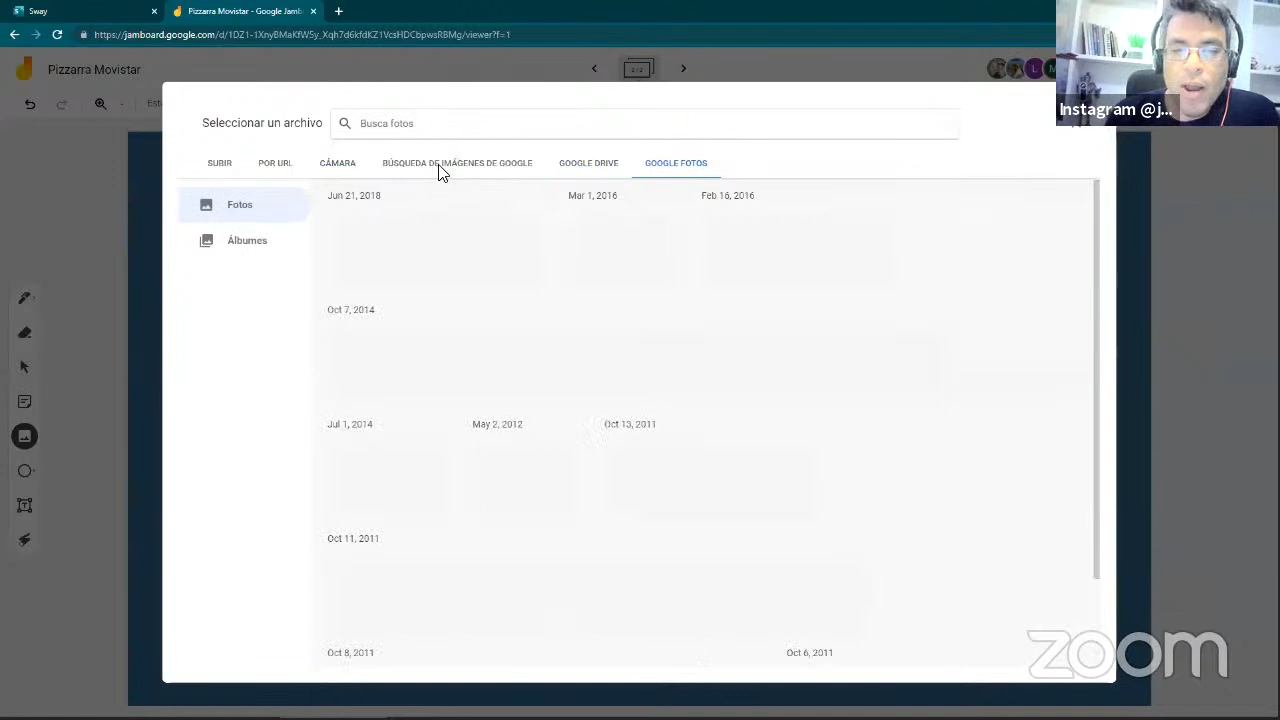 Sway
Pizzarra Movistar - Google Jamb
https://jamboard.google.com/d/1DZ1-1XnyBMaKfW5y_Xqh7d6kfdKZ1VcsHDCbpwsRBMg/viewer?f=1
Pizzarra Movistar
2 / 2
L
Instagram @j...
Seleccionar un archivo
Busca fotos
SUBIR
POR URL
CÁMARA
BÚSQUEDA DE IMÁGENES DE GOOGLE
GOOGLE DRIVE
GOOGLE FOTOS
Fotos
Álbumes
Jun 21, 2018
Mar 1, 2016
Feb 16, 2016
Oct 7, 2014
Jul 1, 2014
May 2, 2012
Oct 13, 2011
Oct 11, 2011
Oct 8, 2011
Oct 6, 2011
zoom